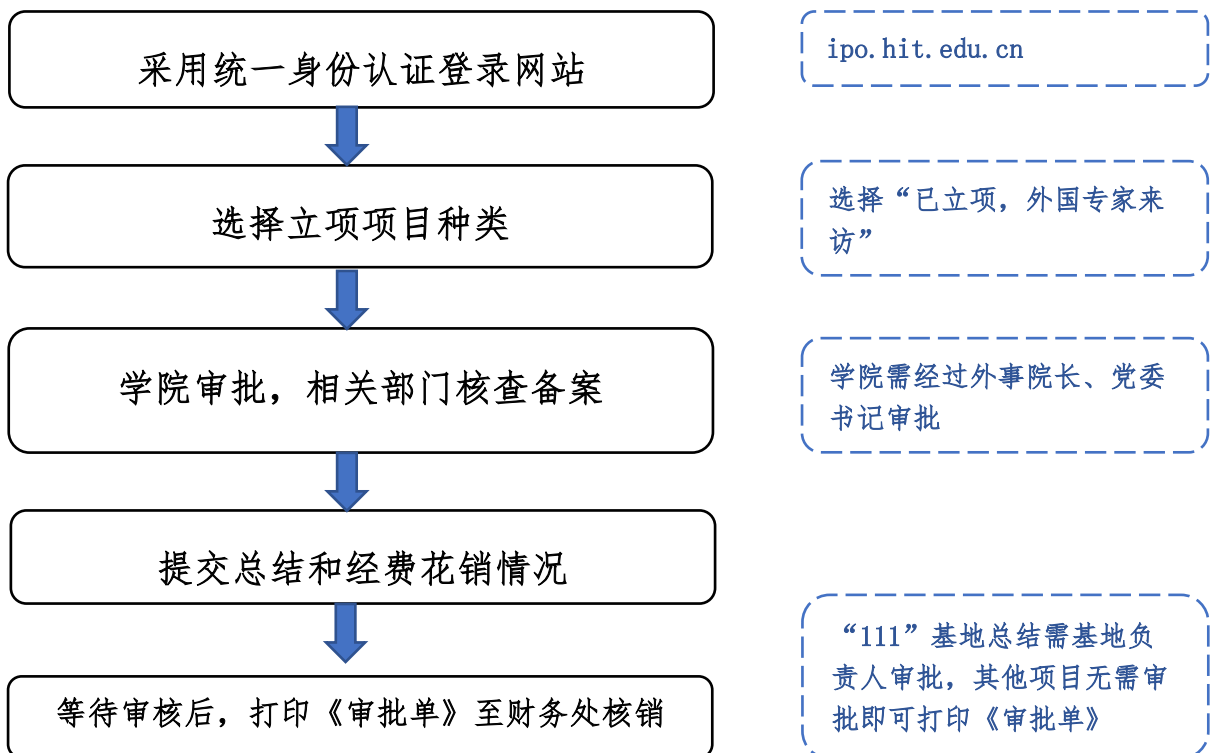 采用统一身份认证登录网站
ipo.hit.edu.cn
选择立项项目种类
选择“已立项，外国专家来
访”
学院审批，相关部门核查备案
学院需经过外事院长、党委
书记审批
提交总结和经费花销情况
等待审核后，打印《审批单》至财务处核销
“111”基地总结需基地负
责人审批，其他项目无需审
批即可打印《审批单》